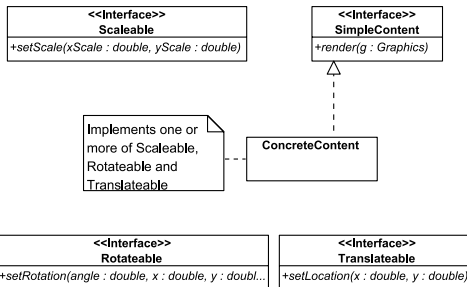 <<Interface>>
Scaleable
+setScale(xScale : double, yScale : double)
<<Interface>>
SimpleContent
+render(g : Graphics)
Implements one or
more of Scaleable,
Rotateable and
Translateable
ConcreteContent
<<Interface>>
Rotateable
+setRotation(angle : double, x : double, y : doubl...
<<Interface>>
Translateable
+setLocation(x : double, y : double)